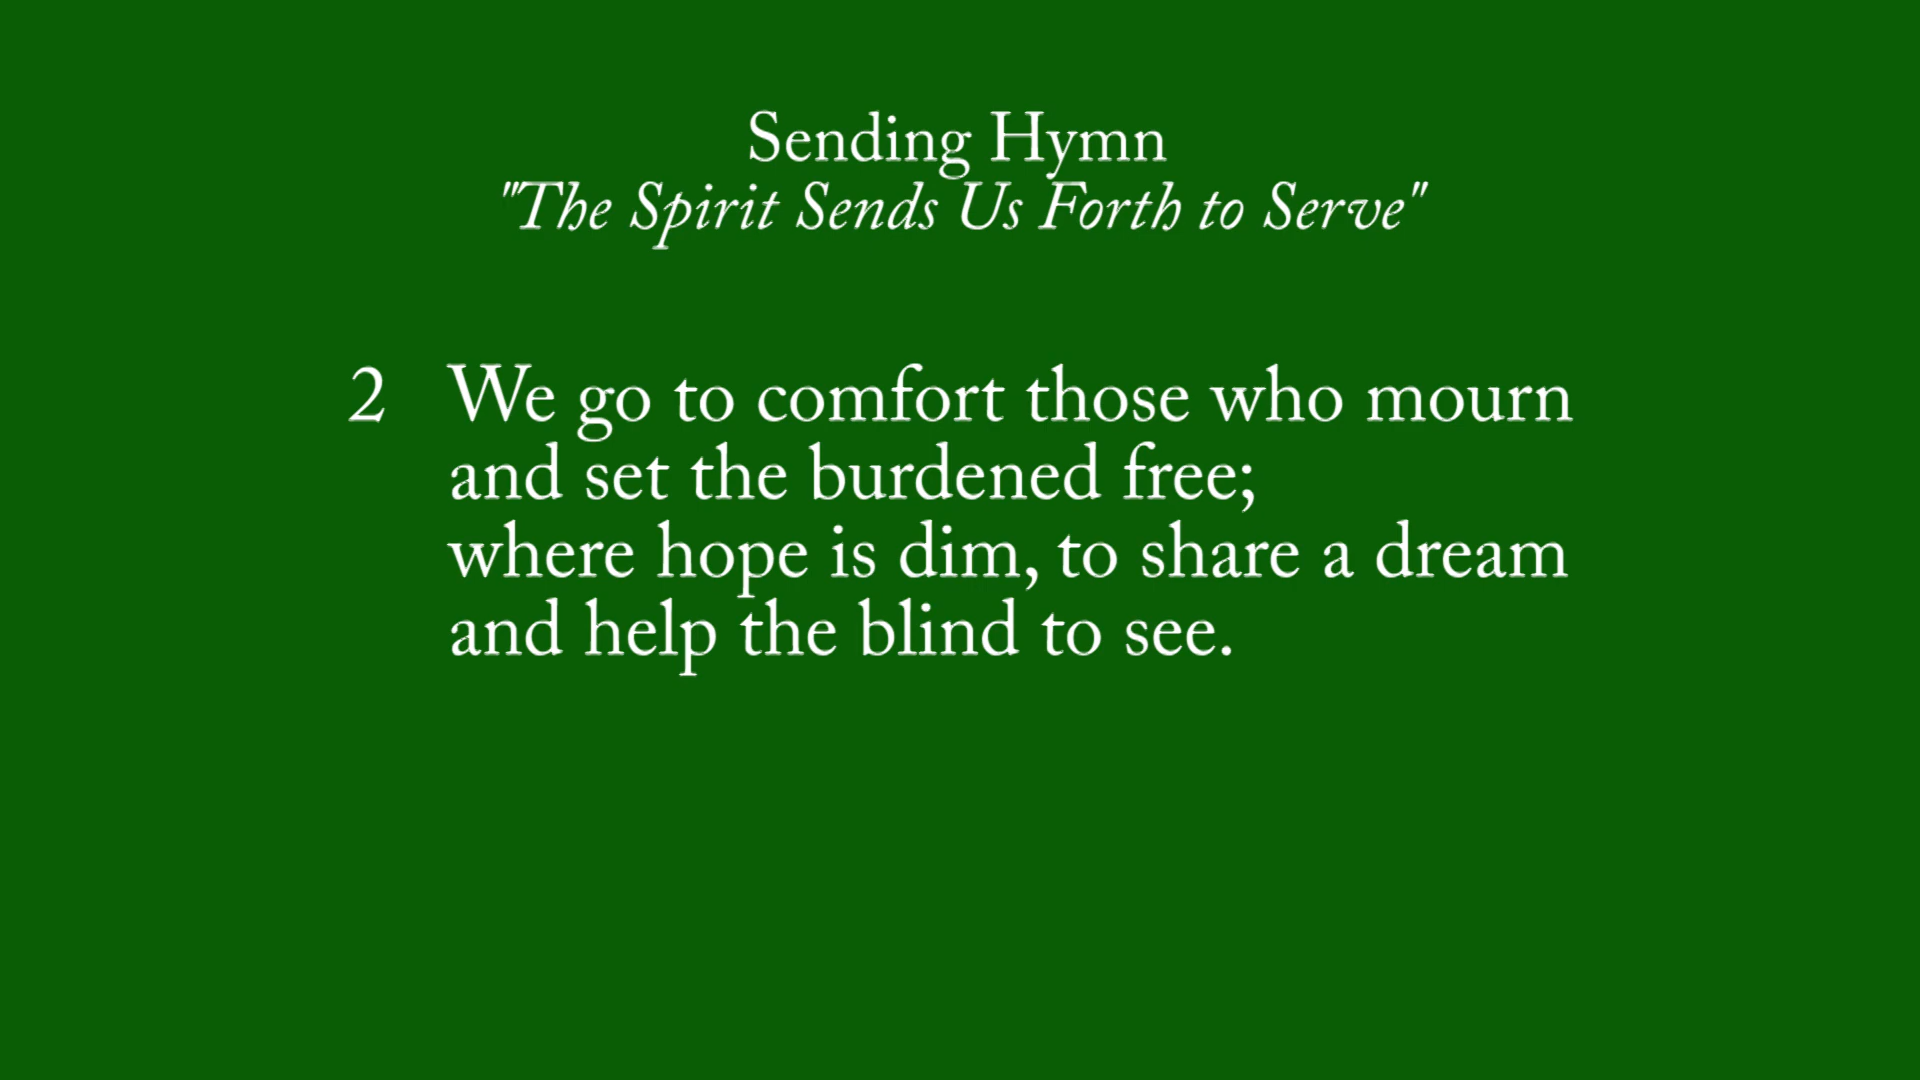 Sending Hymn
"The Spirit Sends Us Forth to Serve"
2 We go to comfort those who mourn
and set the burdened free;
where hope is dim, to share a dream
and help the blind to see.